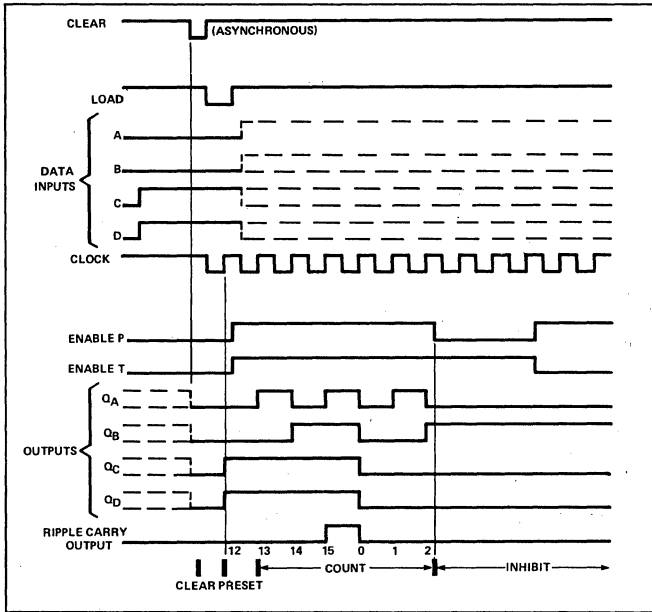 CLEAR
(ASYNCHRONOUS)
LOAD
A
B
DATA INPUTS
C
D
CLOCK
ENABLE P
ENABLE T
QA
QB
OUTPUTS
QC
QD
RIPPLE CARRY OUTPUT
12 13 14 15 0 1 2
COUNT
INHIBIT
CLEAR PRESET